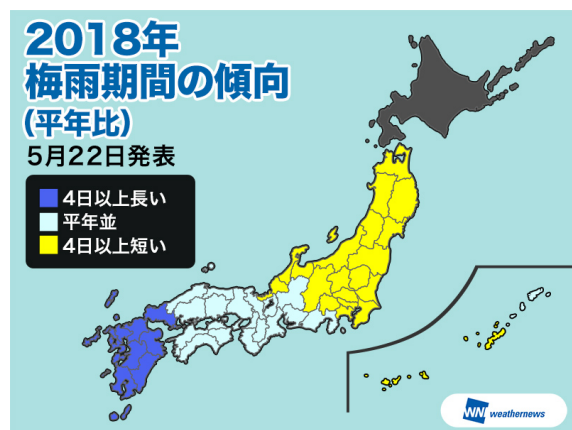 2018年
梅雨期間の傾向
(平年比)
5月22日発表
4日以上長い
平年並
4日以上短い
WNI weathernews